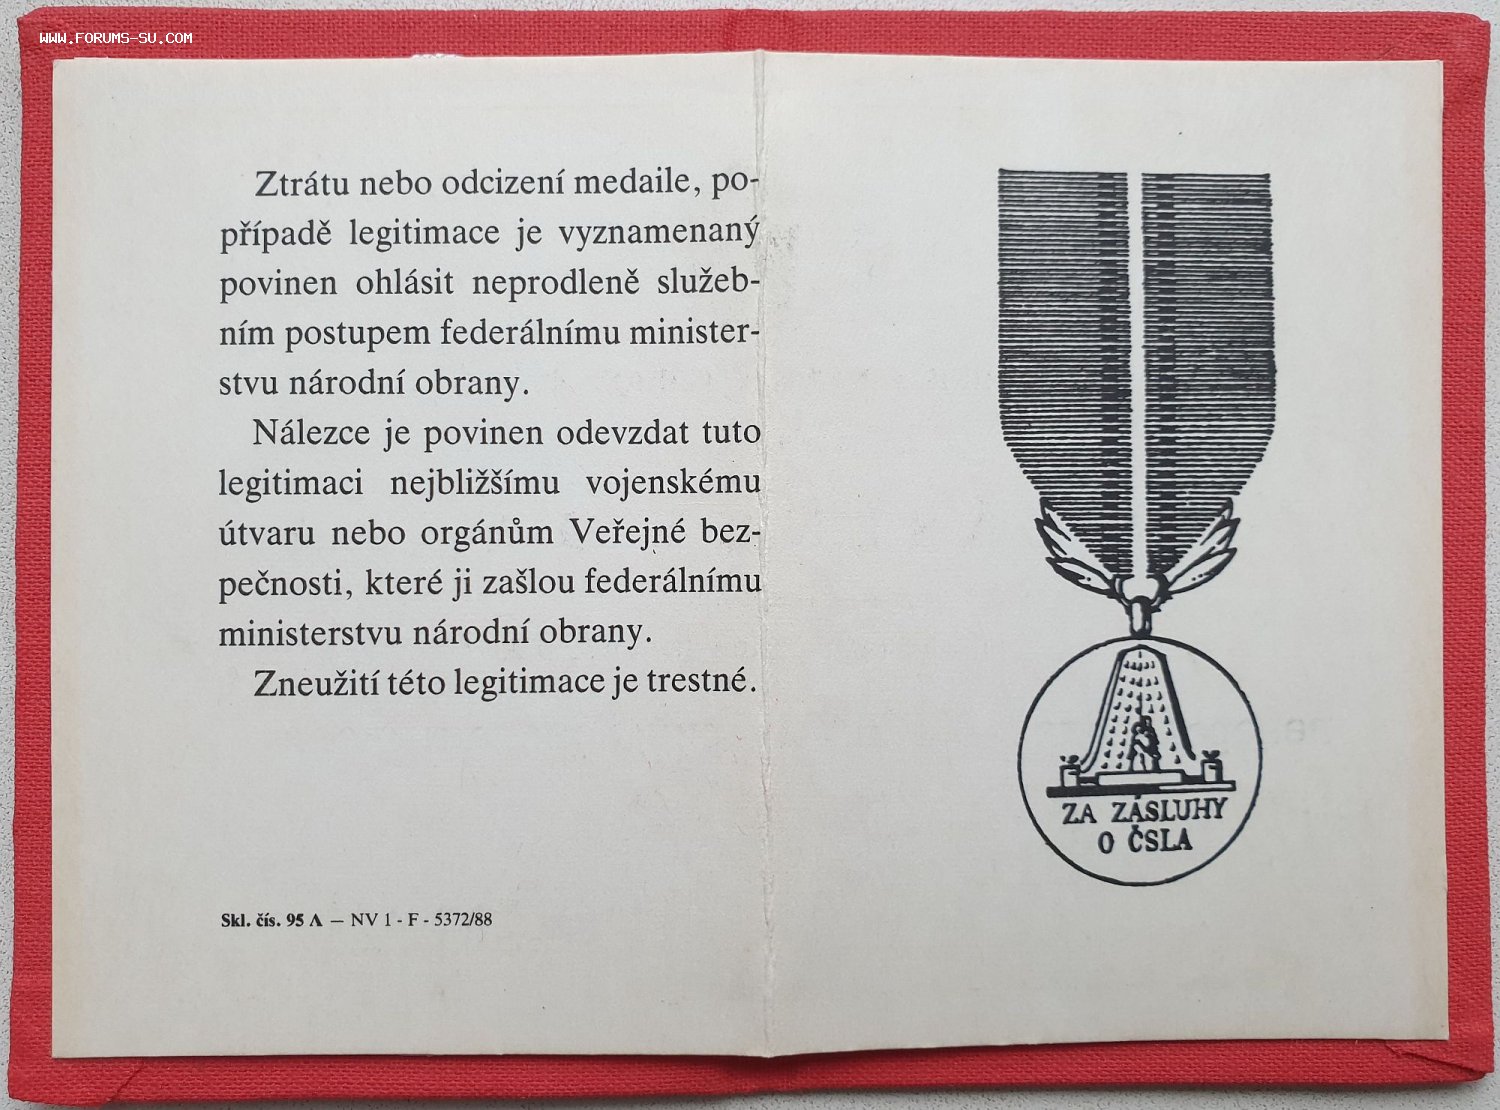 WWW.FORUMS-SU.COM
Ztrátu nebo odcizení medaile, po-
případě legitimace je vyznamenaný
povinen ohlásit neprodleně služeb-
ním postupem federálnímu minister-
stvu národní obrany.
Nálezce je povinen odevzdat tuto
legitimaci nejbližšímu vojenskému
útvaru nebo orgánům Veřejné bez-
pečnosti, které ji zašlou federálnímu
ministerstvu národní obrany.
Zneužití této legitimace je trestné.
Skl. čís. 95 A — NV 1 - F - 5372/88
ZA ZÁSLUHY
O ČSLA